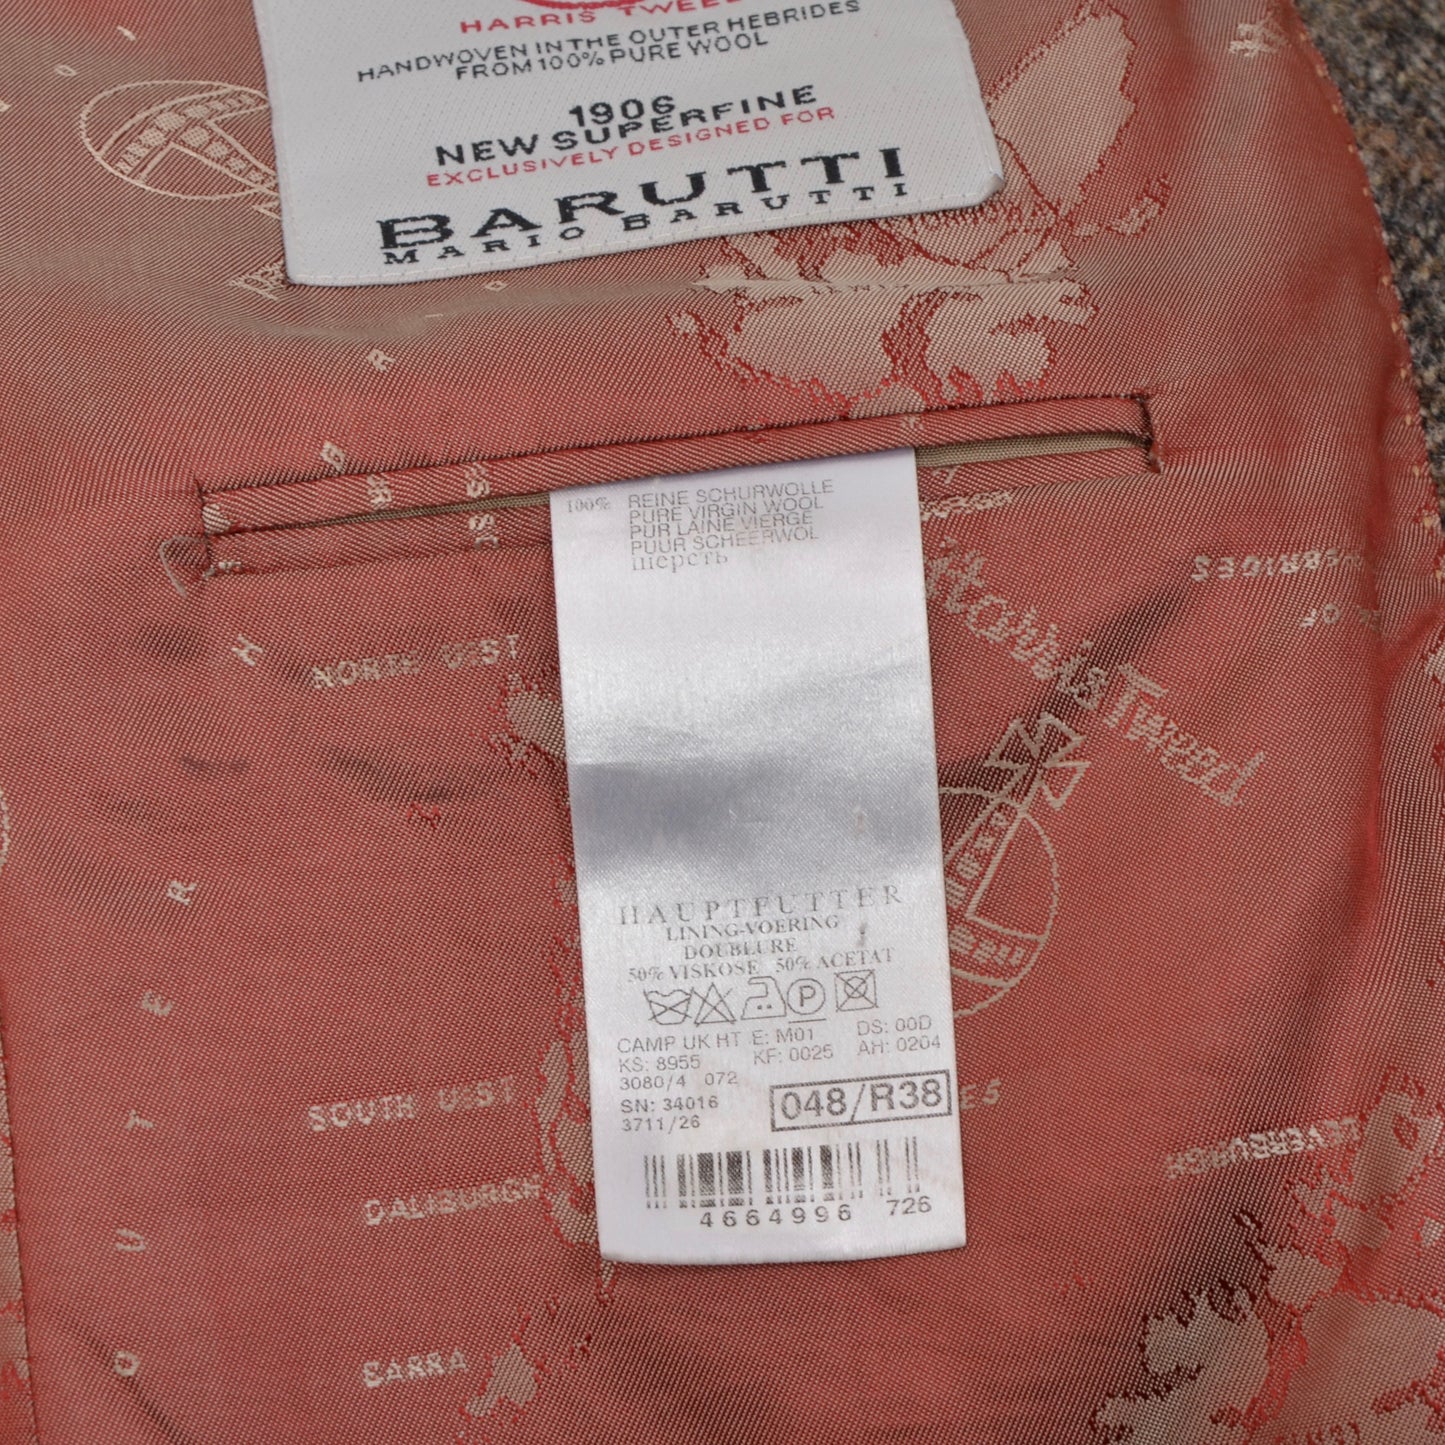 HARRIS TWEED
HANDWOVEN IN THE OUTER HEBRIDES
FROM 100% PURE WOOL
1906
NEW SUPERFINE
EXCLUSIVELY DESIGNED FOR
BARUTTI
MARIO BARUTTI
100% REINE SCHURWOLLE
PURE VIRGIN WOOL
PUR LAINE VIERGE
PUUR SCHEERWOL
шерсть
HAUPTFUTTER
LINING-VOERING
DOUBLURE
50% VISKOSE 50% ACETAT
P
CAMP UK HT E: M01 DS: 00D
KS: 8955 KF: 0025 AH: 0204
3080/4 072
SN: 34016
3711/26
048/R38
4664996 726
NORTH UIST
Harris Tweed
HEBRIDES
OF
SOUTH UIST
DALIBURGH
BARRA